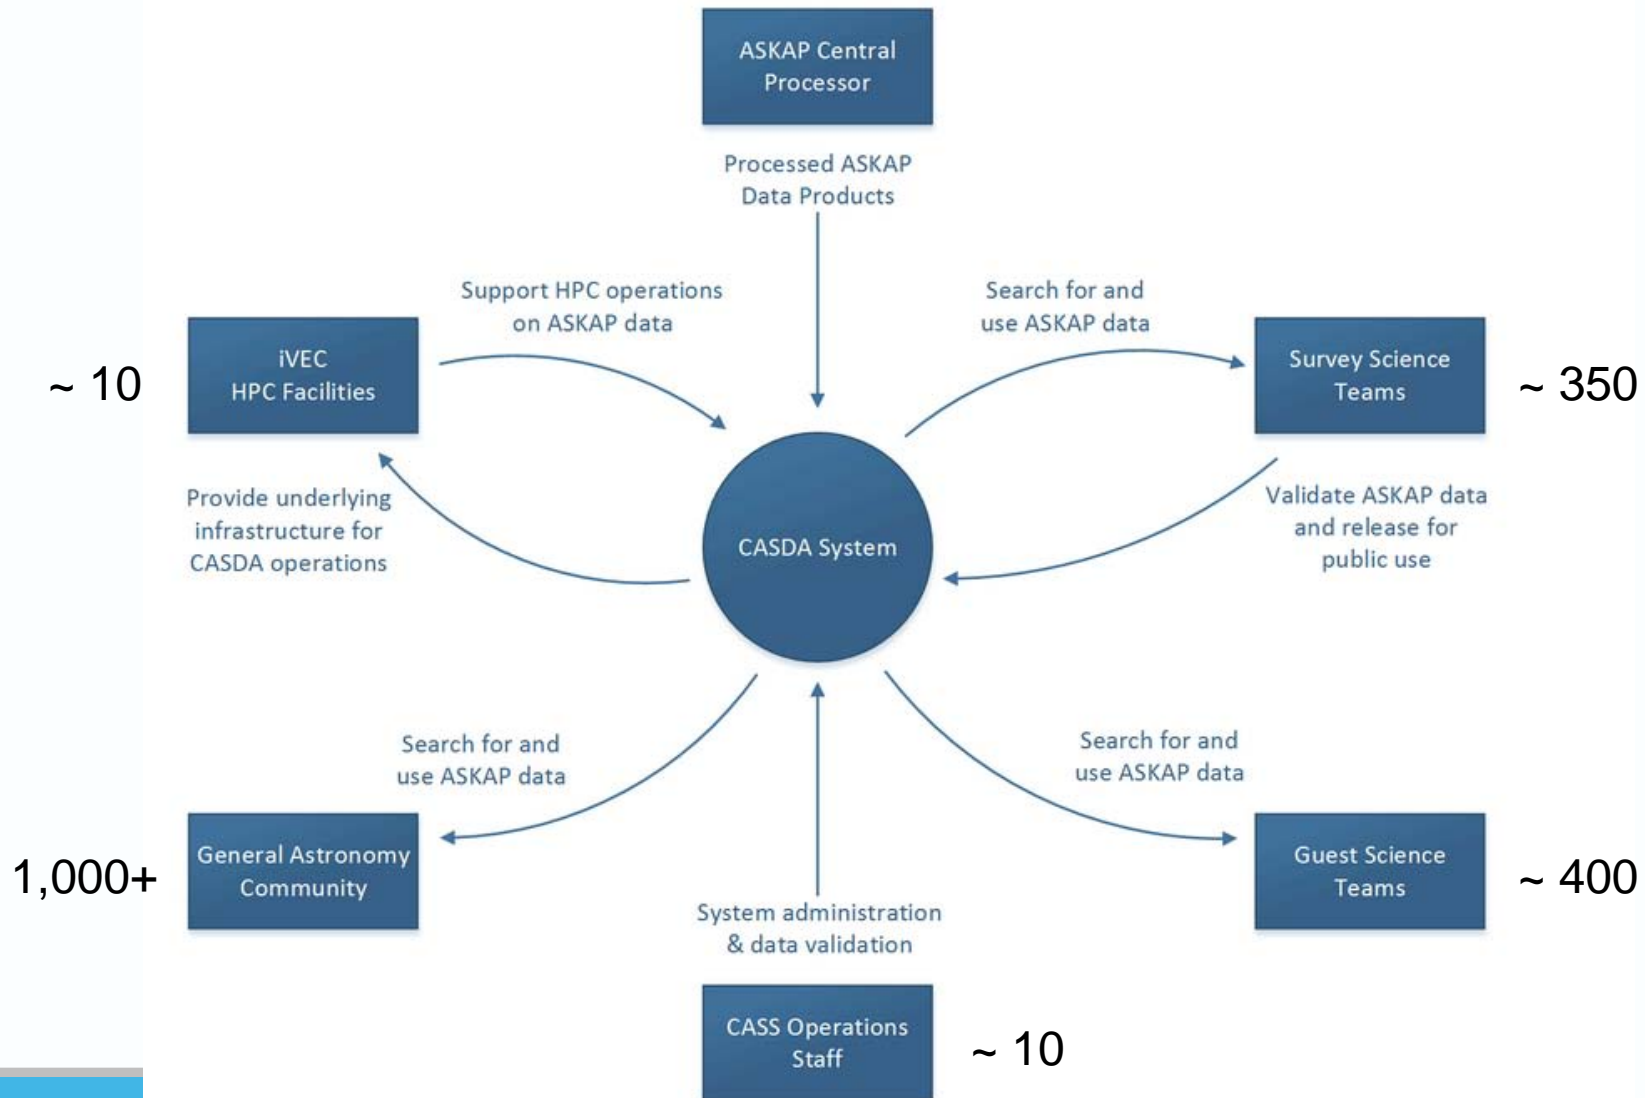 ASKAP Central
Processor
Processed ASKAP
Data Products
Support HPC operations
on ASKAP data
Search for and
use ASKAP data
~ 10
iVEC
HPC Facilities
Survey Science
Teams
~ 350
Provide underlying
infrastructure for
CASDA operations
CASDA System
Validate ASKAP data
and release for
public use
Search for and
use ASKAP data
Search for and
use ASKAP data
1,000+
General Astronomy
Community
Guest Science
Teams
~ 400
System administration
& data validation
CASS Operations
Staff
~ 10